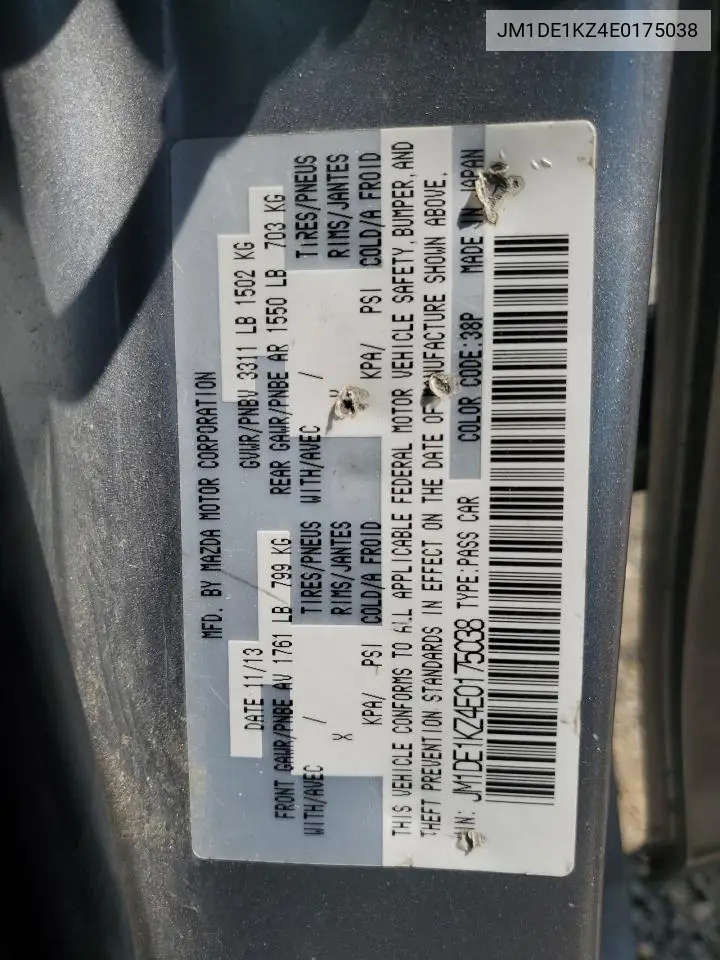 JM1DE1KZ4E0175038
MFD. BY MAZDA MOTOR CORPORATION
DATE 11/13 GVWR/PNBV 3311 LB 1502 KG
FRONT GAWR/PNBE AV 1761 LB 799 KG REAR GAWR/PNBE AR 1550 LB 703 KG
WITH/AVEC TIRES/PNEUS WITH/AVEC TIRES/PNEUS
X / RIMS/JANTES / RIMS/JANTES
KPA/ PSI COLD/A FROID KPA/ PSI COLD/A FROID
THIS VEHICLE CONFORMS TO ALL APPLICABLE FEDERAL MOTOR VEHICLE SAFETY, BUMPER, AND
THEFT PREVENTION STANDARDS IN EFFECT ON THE DATE OF MANUFACTURE SHOWN ABOVE.
VIN: JM1DE1KZ4E0175038 TYPE:PASS CAR COLOR CODE:38P MADE IN JAPAN